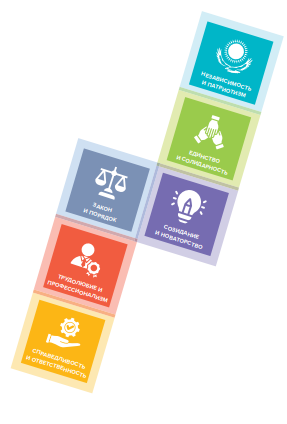 НЕЗАВИСИМОСТЬ
И ПАТРИОТИЗМ
ЕДИНСТВО
И СОЛИДАРНОСТЬ
ЗАКОН
И ПОРЯДОК
СОЗИДАНИЕ
И НОВАТОРСТВО
ТРУДОЛЮБИЕ И
ПРОФЕССИОНАЛИЗМ
СПРАВЕДЛИВОСТЬ
И ОТВЕТСТВЕННОСТЬ